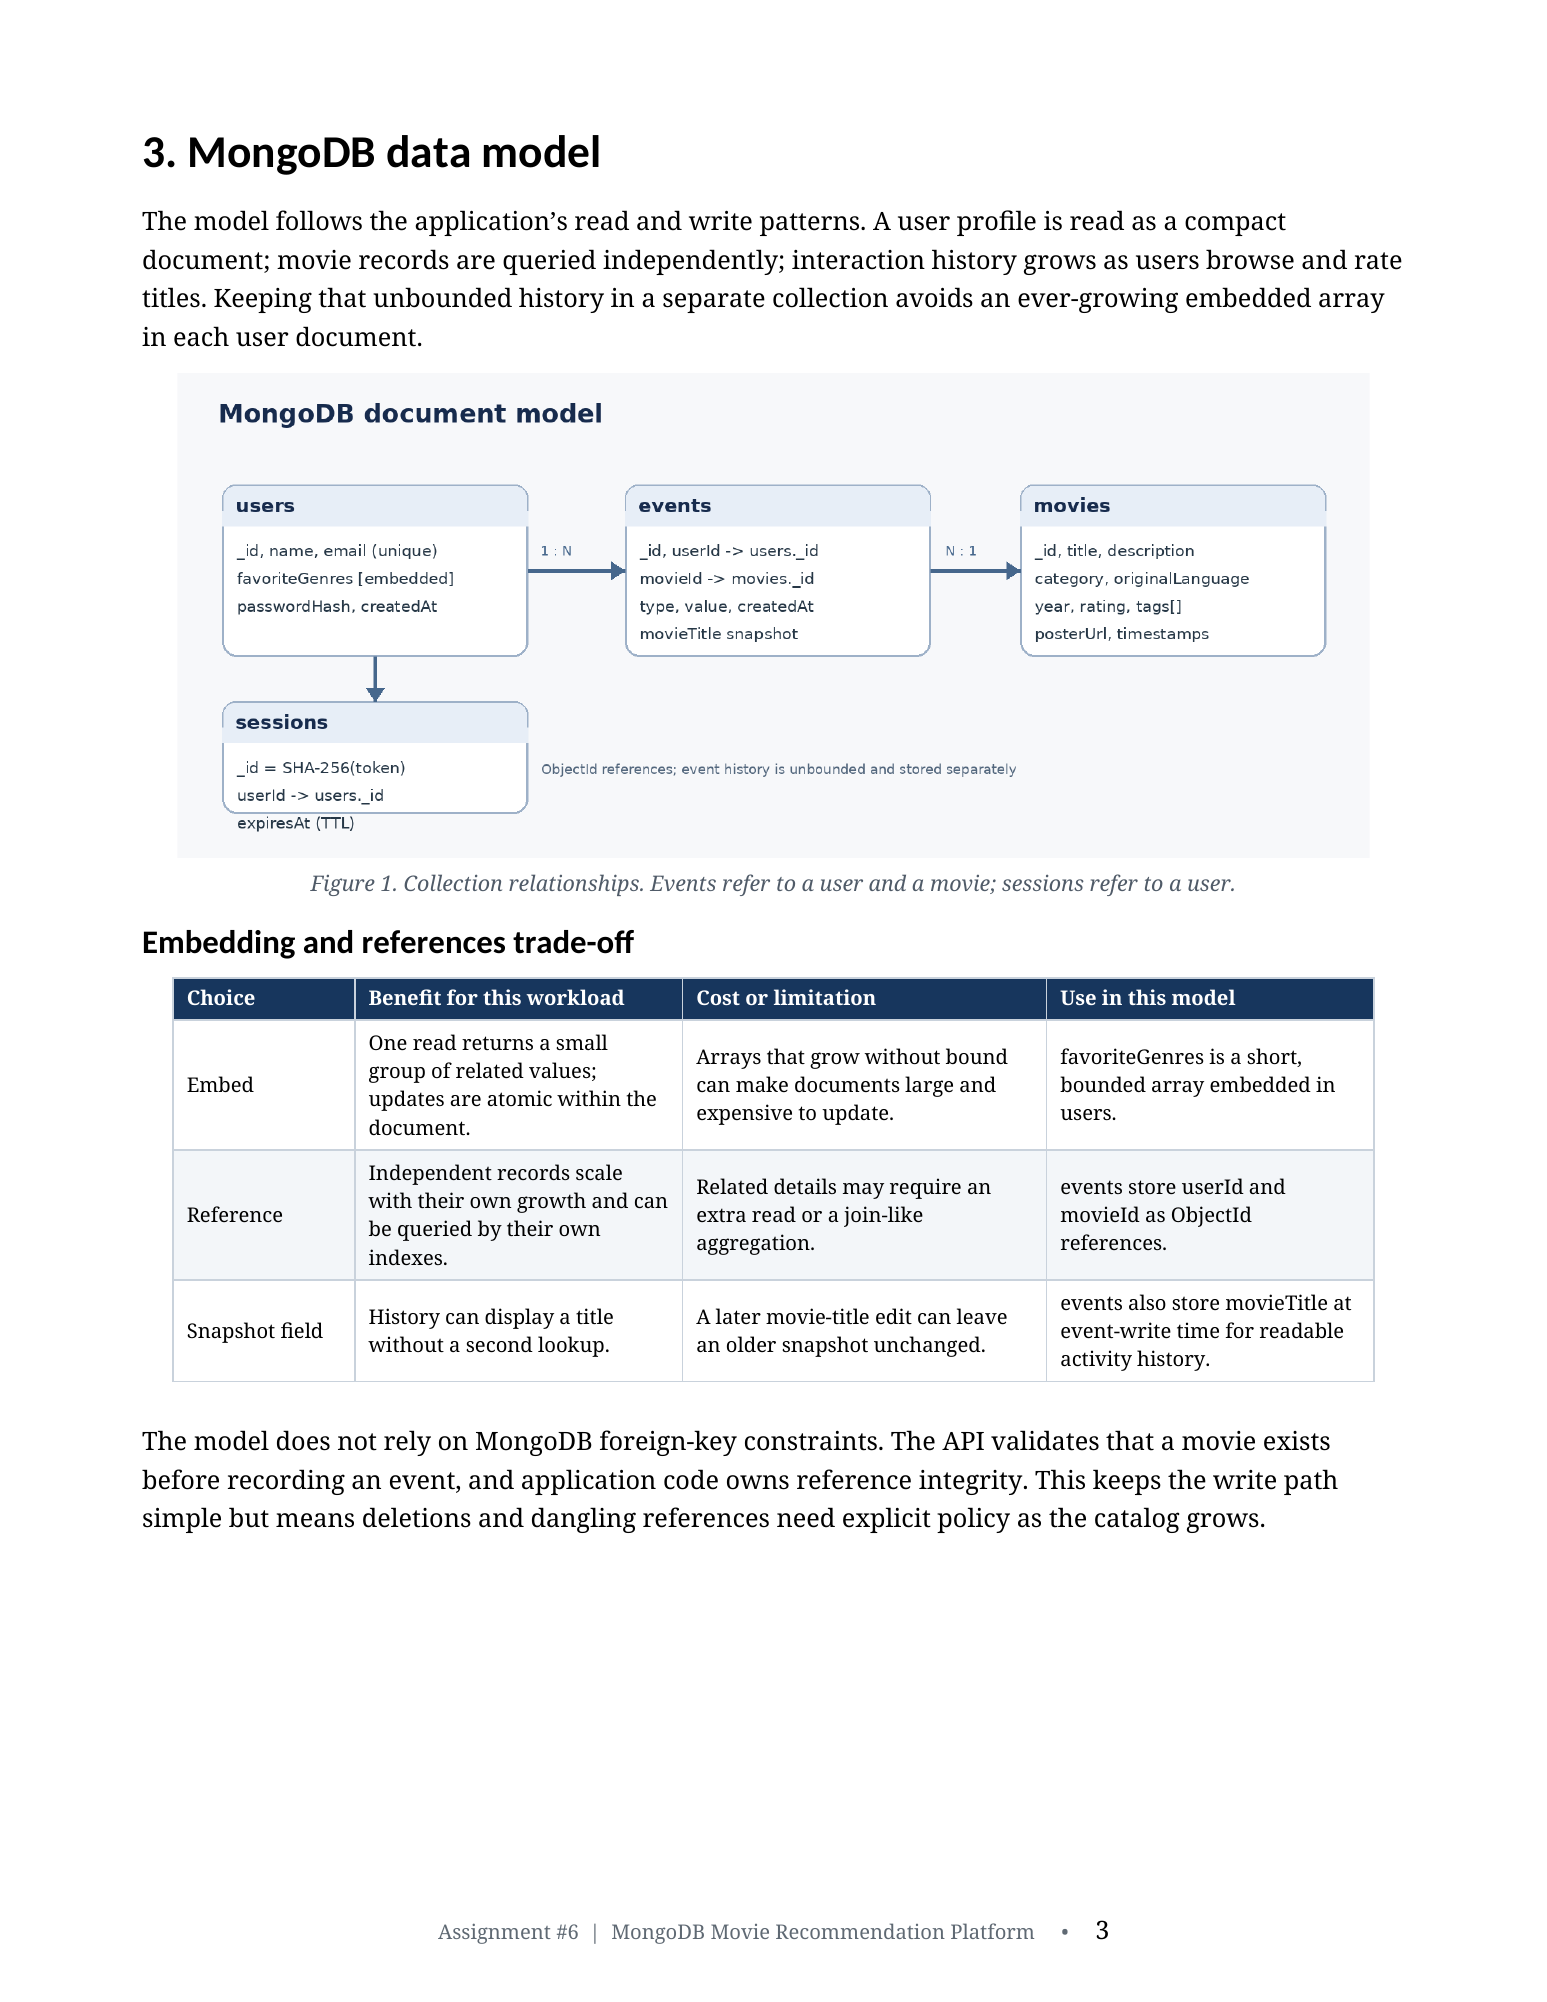 3. MongoDB data model
The model follows the application’s read and write patterns. A user profile is read as a compact
document; movie records are queried independently; interaction history grows as users browse and rate
titles. Keeping that unbounded history in a separate collection avoids an ever-growing embedded array
in each user document.
MongoDB document model
users
_id, name, email (unique)
favoriteGenres [embedded]
passwordHash, createdAt
1 : N
events
_id, userId -> users._id
movieId -> movies._id
type, value, createdAt
movieTitle snapshot
N : 1
movies
_id, title, description
category, originalLanguage
year, rating, tags[]
posterUrl, timestamps
sessions
_id = SHA-256(token)
userId -> users._id
expiresAt (TTL)
ObjectId references; event history is unbounded and stored separately
Figure 1. Collection relationships. Events refer to a user and a movie; sessions refer to a user.
Embedding and references trade-off
Choice
Benefit for this workload
Cost or limitation
Use in this model
Embed
One read returns a small
group of related values;
updates are atomic within the
document.
Arrays that grow without bound
can make documents large and
expensive to update.
favoriteGenres is a short,
bounded array embedded in
users.
Reference
Independent records scale
with their own growth and can
be queried by their own
indexes.
Related details may require an
extra read or a join-like
aggregation.
events store userId and
movieId as ObjectId
references.
Snapshot field
History can display a title
without a second lookup.
A later movie-title edit can leave
an older snapshot unchanged.
events also store movieTitle at
event-write time for readable
activity history.
The model does not rely on MongoDB foreign-key constraints. The API validates that a movie exists
before recording an event, and application code owns reference integrity. This keeps the write path
simple but means deletions and dangling references need explicit policy as the catalog grows.
Assignment #6 | MongoDB Movie Recommendation Platform • 3